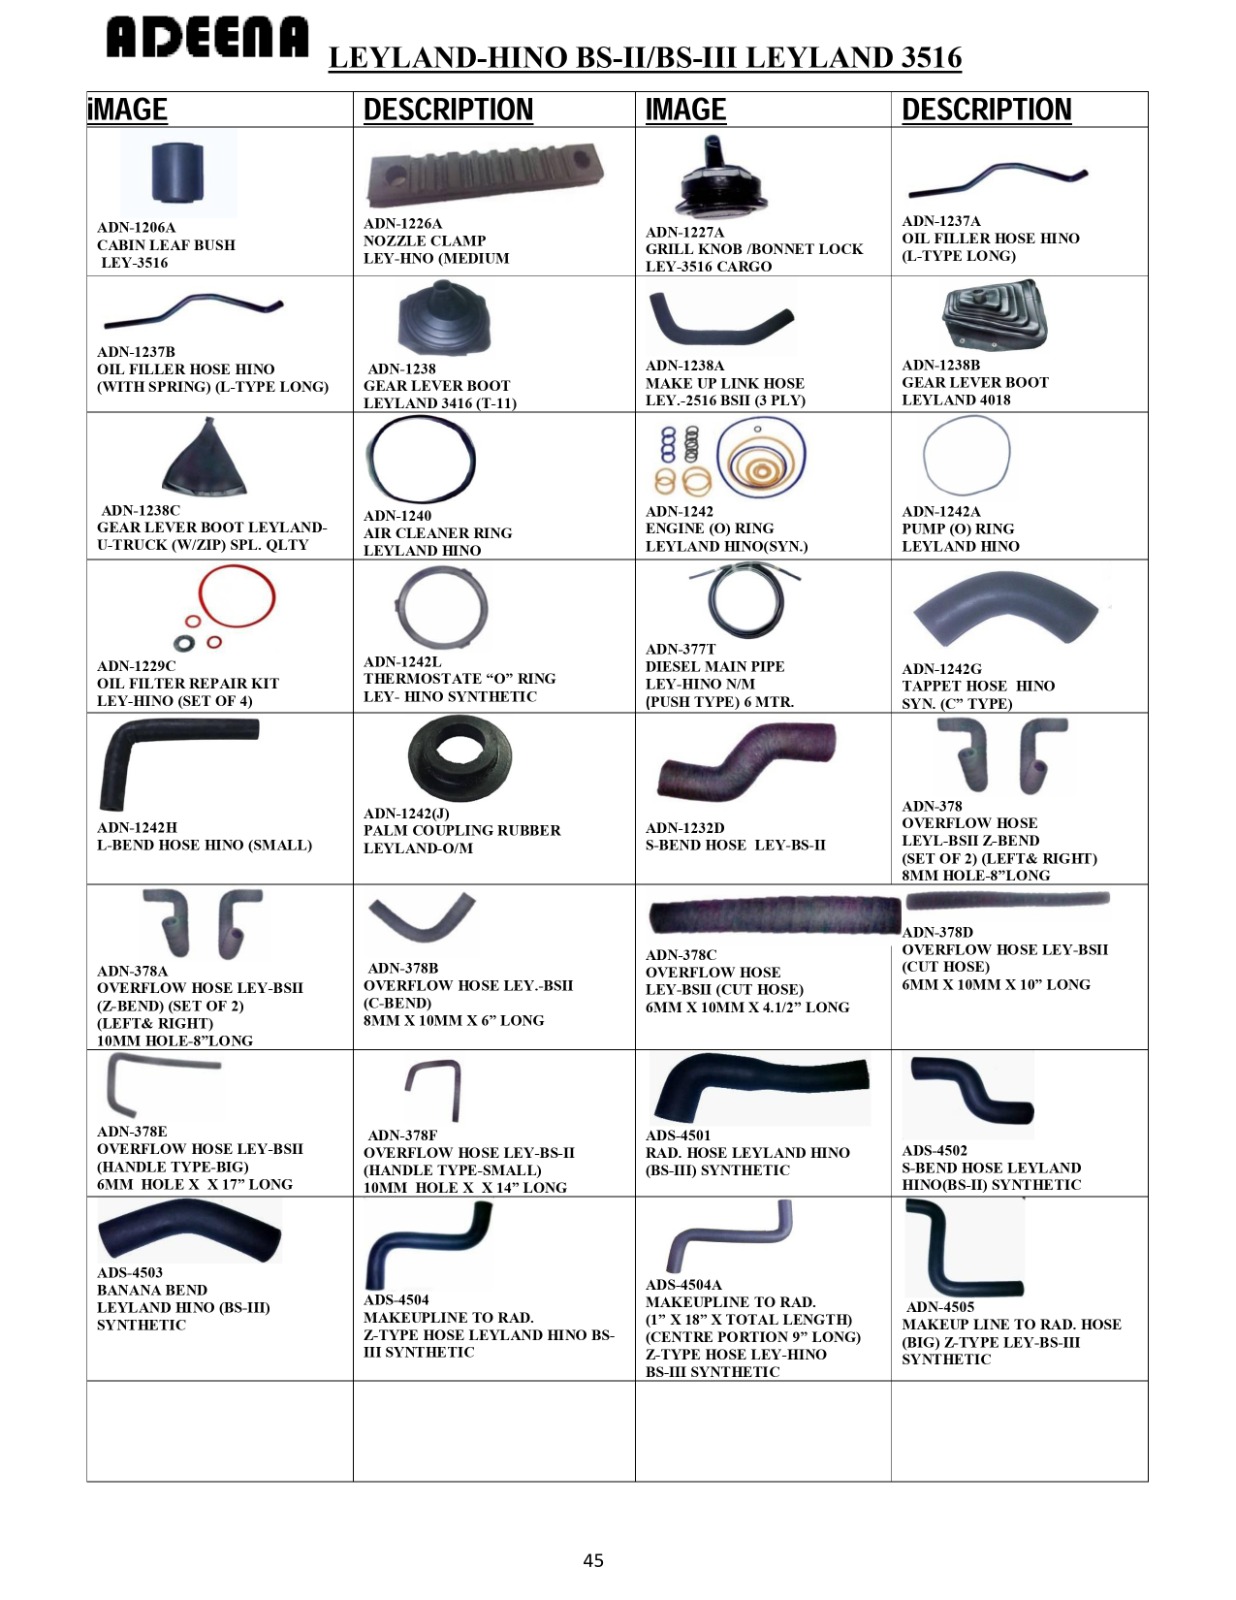 ADEENA
LEYLAND-HINO BS-II/BS-III LEYLAND 3516
iMAGE
DESCRIPTION
IMAGE
DESCRIPTION
ADN-1206A
CABIN LEAF BUSH
LEY-3516
ADN-1226A
NOZZLE CLAMP
LEY-HNO (MEDIUM
ADN-1227A
GRILL KNOB /BONNET LOCK
LEY-3516 CARGO
ADN-1237A
OIL FILLER HOSE HINO
(L-TYPE LONG)
ADN-1237B
OIL FILLER HOSE HINO
(WITH SPRING) (L-TYPE LONG)
ADN-1238
GEAR LEVER BOOT
LEYLAND 3416 (T-11)
ADN-1238A
MAKE UP LINK HOSE
LEY.-2516 BSII (3 PLY)
ADN-1238B
GEAR LEVER BOOT
LEYLAND 4018
ADN-1238C
GEAR LEVER BOOT LEYLAND-
U-TRUCK (W/ZIP) SPL. QLTY
ADN-1240
AIR CLEANER RING
LEYLAND HINO
ADN-1242
ENGINE (O) RING
LEYLAND HINO(SYN.)
ADN-1242A
PUMP (O) RING
LEYLAND HINO
ADN-1229C
OIL FILTER REPAIR KIT
LEY-HINO (SET OF 4)
ADN-1242L
THERMOSTATE “O” RING
LEY- HINO SYNTHETIC
ADN-377T
DIESEL MAIN PIPE
LEY-HINO N/M
(PUSH TYPE) 6 MTR.
ADN-1242G
TAPPET HOSE HINO
SYN. (C” TYPE)
ADN-1242H
L-BEND HOSE HINO (SMALL)
ADN-1242(J)
PALM COUPLING RUBBER
LEYLAND-O/M
ADN-1232D
S-BEND HOSE LEY-BS-II
ADN-378
OVERFLOW HOSE
LEYL-BSII Z-BEND
(SET OF 2) (LEFT& RIGHT)
8MM HOLE-8”LONG
ADN-378A
OVERFLOW HOSE LEY-BSII
(Z-BEND) (SET OF 2)
(LEFT& RIGHT)
10MM HOLE-8”LONG
ADN-378B
OVERFLOW HOSE LEY.-BSII
(C-BEND)
8MM X 10MM X 6” LONG
ADN-378C
OVERFLOW HOSE
LEY-BSII (CUT HOSE)
6MM X 10MM X 4.1/2” LONG
ADN-378D
OVERFLOW HOSE LEY-BSII
(CUT HOSE)
6MM X 10MM X 10” LONG
ADN-378E
OVERFLOW HOSE LEY-BSII
(HANDLE TYPE-BIG)
6MM HOLE X X 17” LONG
ADN-378F
OVERFLOW HOSE LEY-BS-II
(HANDLE TYPE-SMALL)
10MM HOLE X X 14” LONG
ADS-4501
RAD. HOSE LEYLAND HINO
(BS-III) SYNTHETIC
ADS-4502
S-BEND HOSE LEYLAND
HINO(BS-II) SYNTHETIC
ADS-4503
BANANA BEND
LEYLAND HINO (BS-III)
SYNTHETIC
ADS-4504
MAKEUPLINE TO RAD.
Z-TYPE HOSE LEYLAND HINO BS-
III SYNTHETIC
ADS-4504A
MAKEUPLINE TO RAD.
(1” X 18” X TOTAL LENGTH)
(CENTRE PORTION 9” LONG)
Z-TYPE HOSE LEY-HINO
BS-III SYNTHETIC
ADN-4505
MAKEUP LINE TO RAD. HOSE
(BIG) Z-TYPE LEY-BS-III
SYNTHETIC
45